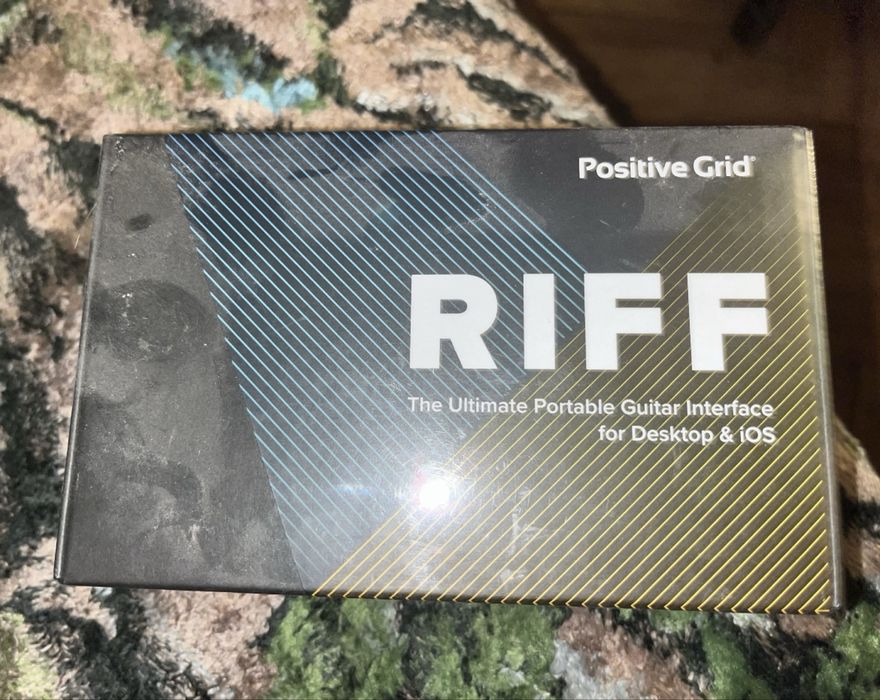 Positive Grid®
RIFF
The Ultimate Portable Guitar Interface
for Desktop & iOS